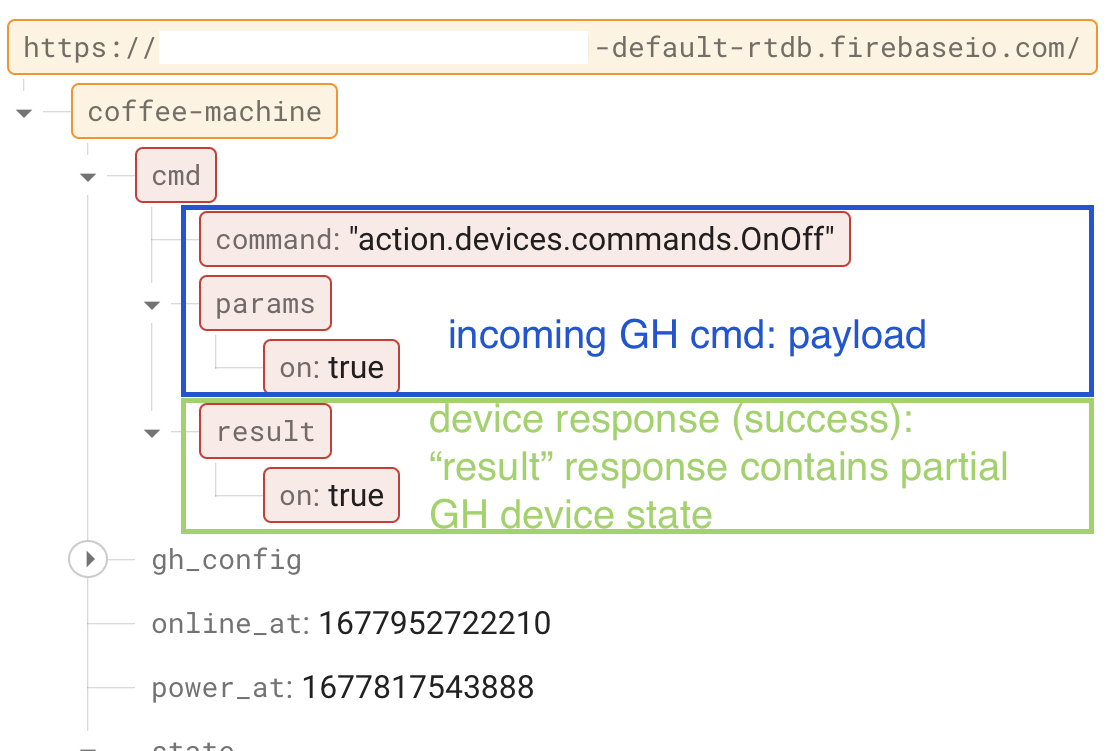 https:// -default-rtdb.firebaseio.com/
coffee-machine
cmd
command: "action.devices.commands.OnOff"
params
incoming GH cmd: payload
on: true
result
device response (success):
“result” response contains partial
GH device state
on: true
gh_config
online_at: 1677952722210
power_at: 1677817543888
state